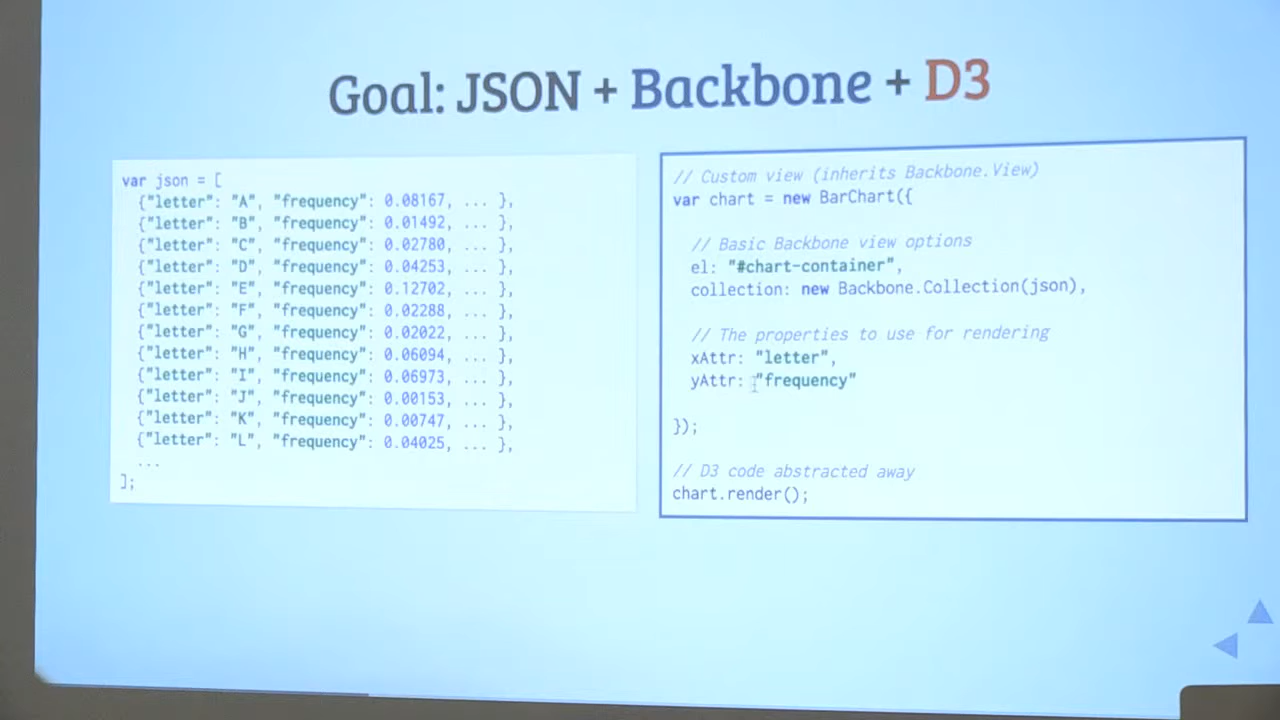 Goal: JSON + Backbone + D3
var json = [
{"letter": "A", "frequency": 0.08167, ... },
{"letter": "B", "frequency": 0.01492, ... },
{"letter": "C", "frequency": 0.02780, ... },
{"letter": "D", "frequency": 0.04253, ... },
{"letter": "E", "frequency": 0.12702, ... },
{"letter": "F", "frequency": 0.02288, ... },
{"letter": "G", "frequency": 0.02022, ... },
{"letter": "H", "frequency": 0.06094, ... },
{"letter": "I", "frequency": 0.06973, ... },
{"letter": "J", "frequency": 0.00153, ... },
{"letter": "K", "frequency": 0.00747, ... },
{"letter": "L", "frequency": 0.04025, ... },
...
];
// Custom view (inherits Backbone.View)
var chart = new BarChart({
// Basic Backbone view options
el: "#chart-container",
collection: new Backbone.Collection(json),
// The properties to use for rendering
xAttr: "letter",
yAttr: "frequency"
});
// D3 code abstracted away
chart.render();